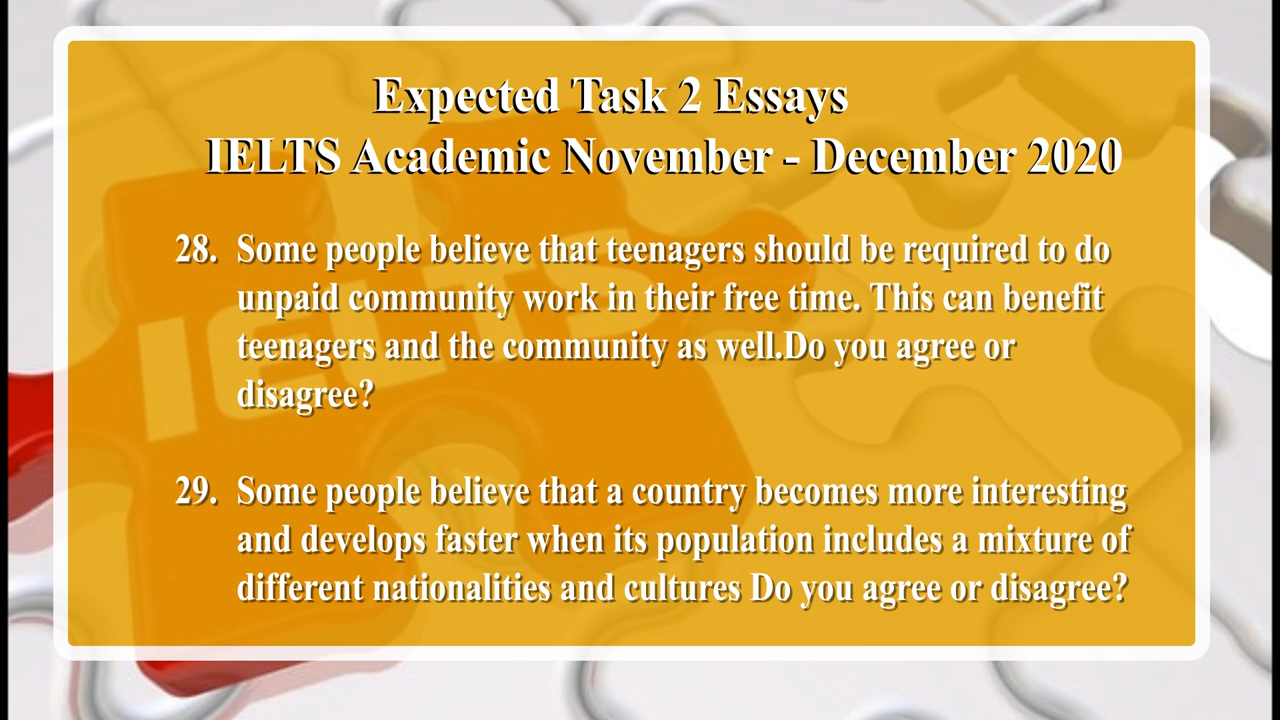 Expected Task 2 Essays
IELTS Academic November - December 2020
28. Some people believe that teenagers should be required to do
unpaid community work in their free time. This can benefit
teenagers and the community as well.Do you agree or
disagree?
29. Some people believe that a country becomes more interesting
and develops faster when its population includes a mixture of
different nationalities and cultures Do you agree or disagree?
IELTS